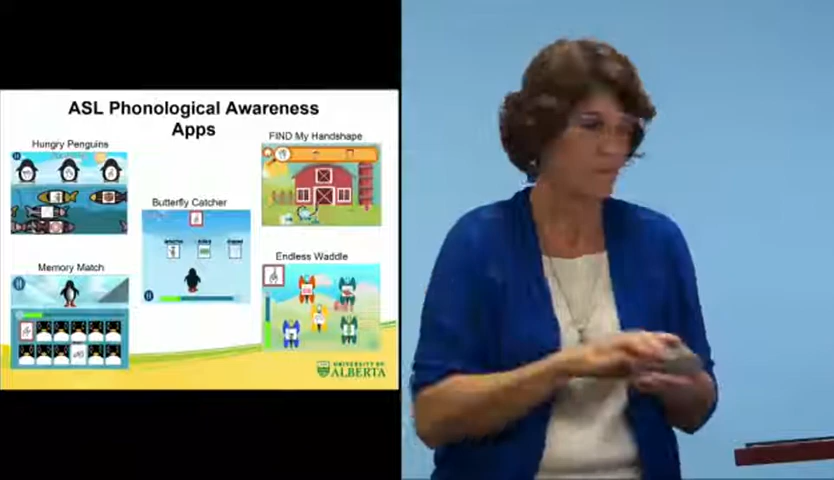 ASL Phonological Awareness
Apps
Hungry Penguins
FIND My Handshape
Butterfly Catcher
Memory Match
Endless Waddle
UNIVERSITY OF
ALBERTA